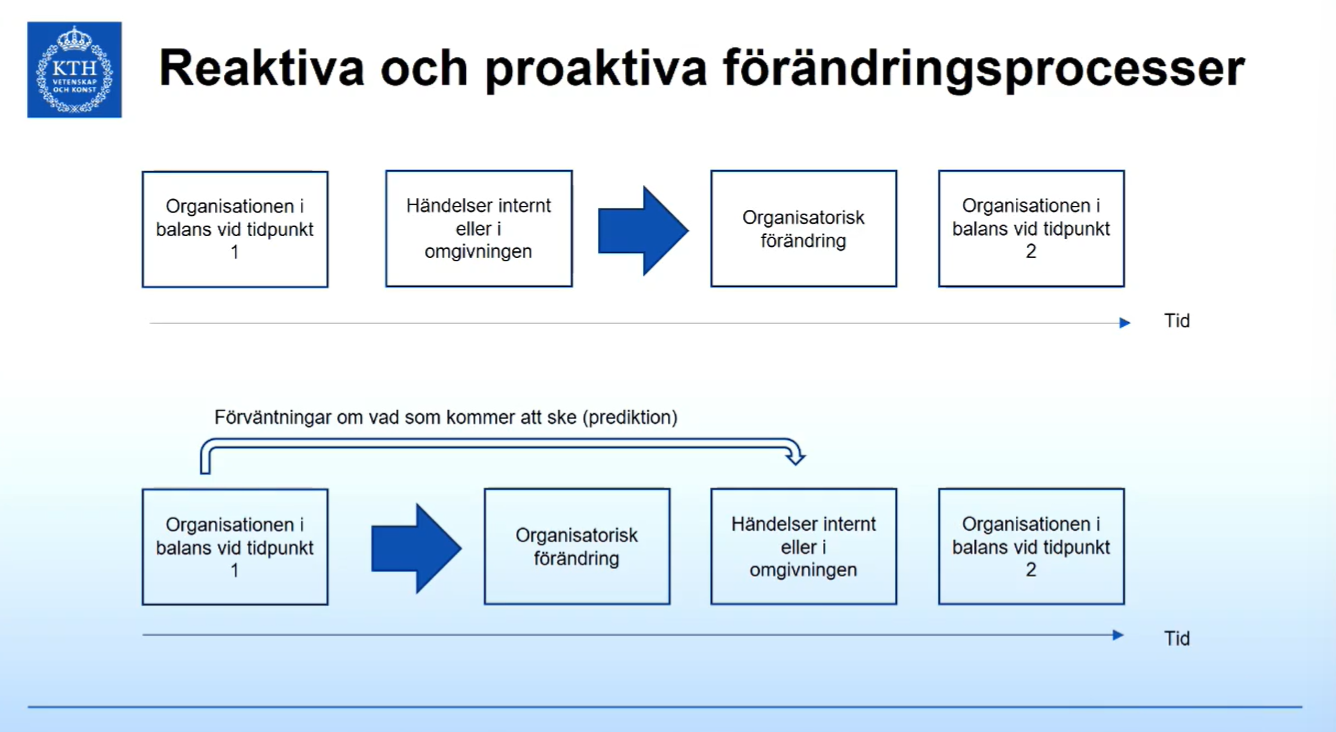 KTH
VETENSKAP
OCH KONST
Reaktiva och proaktiva förändringsprocesser
Organisationen i
balans vid tidpunkt
1
Händelser internt
eller i
omgivningen
Organisatorisk
förändring
Organisationen i
balans vid tidpunkt
2
Tid
Förväntningar om vad som kommer att ske (prediktion)
Organisationen i
balans vid tidpunkt
1
Organisatorisk
förändring
Händelser internt
eller i
omgivningen
Organisationen i
balans vid tidpunkt
2
Tid